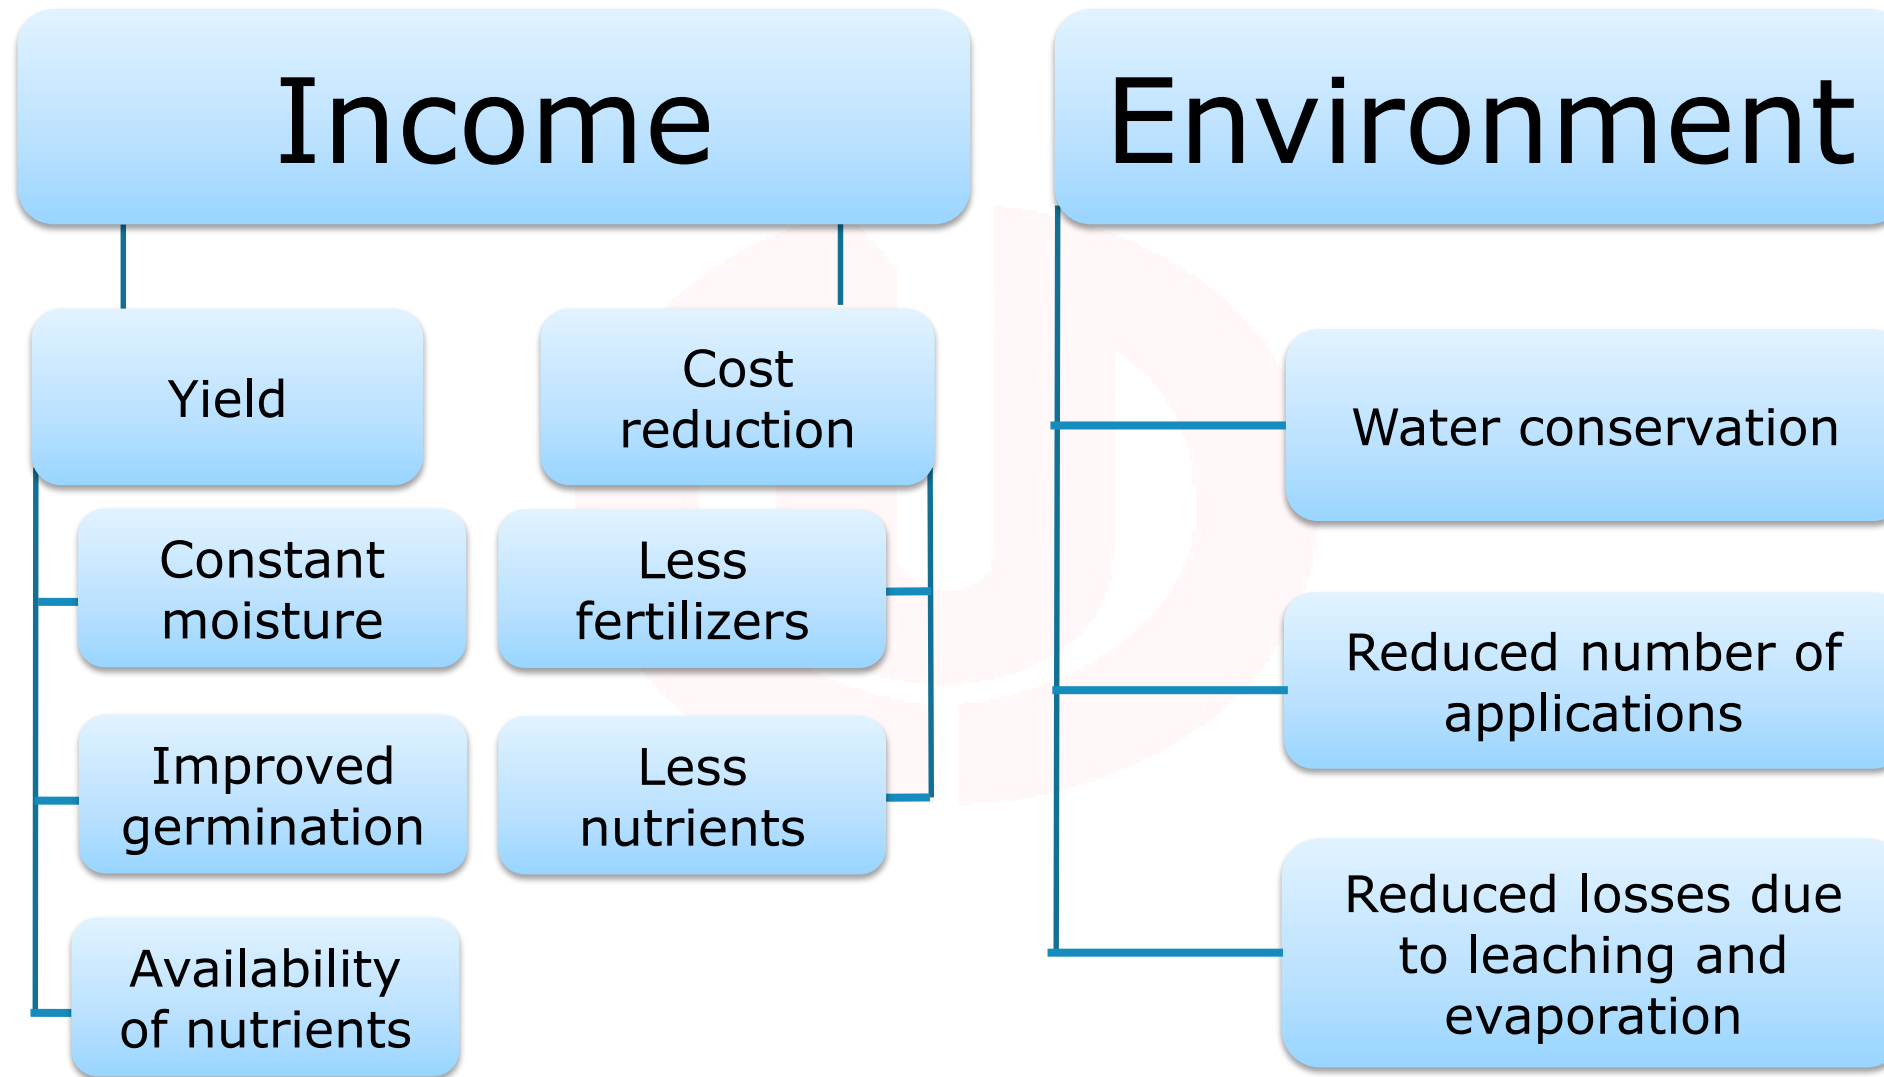 Income
Environment
Yield
Cost
reduction
Constant
moisture
Less
fertilizers
Improved
germination
Less
nutrients
Availability
of nutrients
Water conservation
Reduced number of
applications
Reduced losses due
to leaching and
evaporation